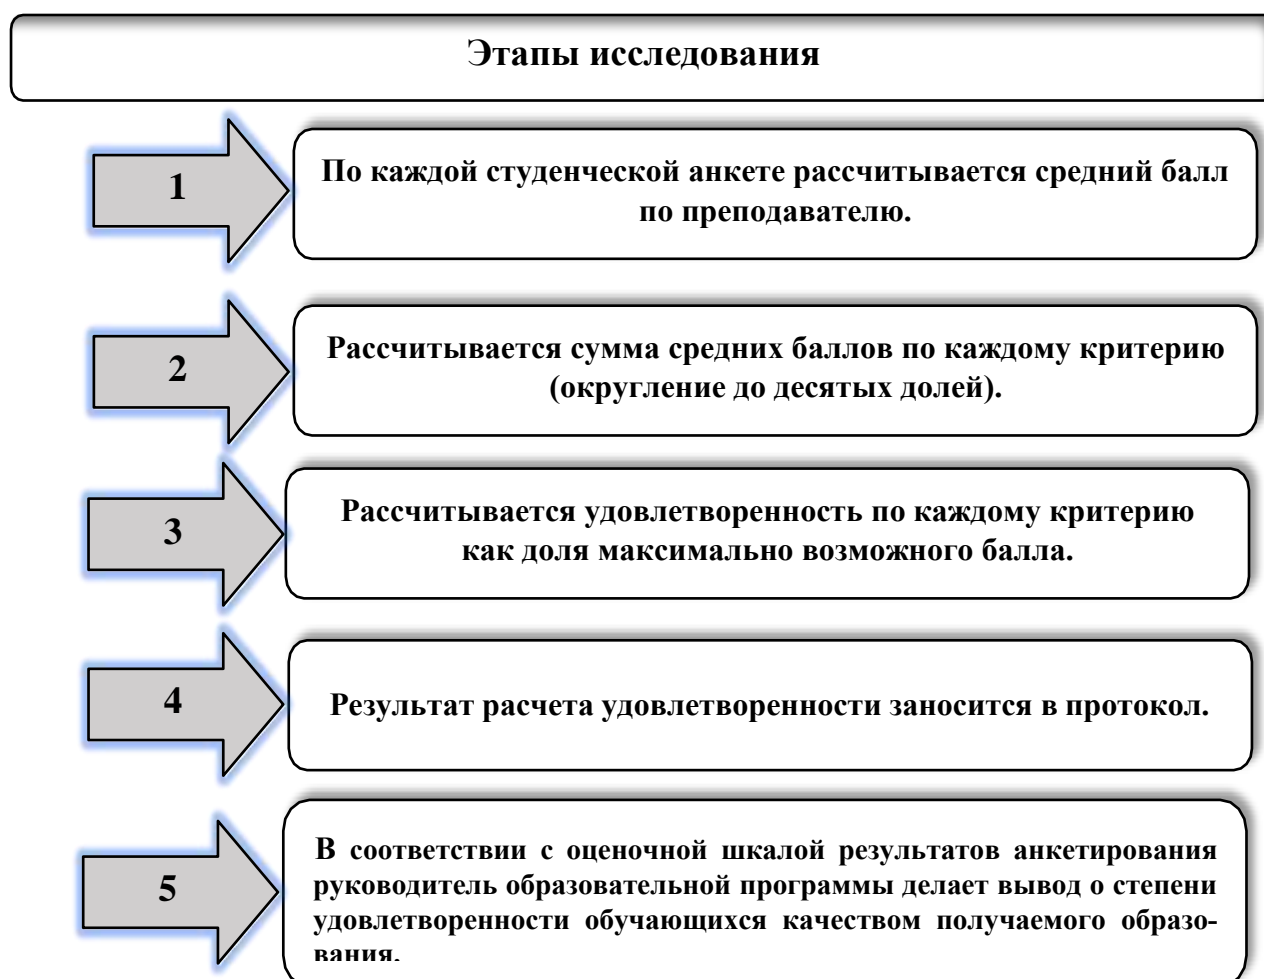 Этапы исследования
1
По каждой студенческой анкете рассчитывается средний балл
по преподавателю.
2
Рассчитывается сумма средних баллов по каждому критерию
(округление до десятых долей).
3
Рассчитывается удовлетворенность по каждому критерию
как доля максимально возможного балла.
4
Результат расчета удовлетворенности заносится в протокол.
5
В соответствии с оценочной шкалой результатов анкетирования
руководитель образовательной программы делает вывод о степени
удовлетворенности обучающихся качеством получаемого образо-
вания.